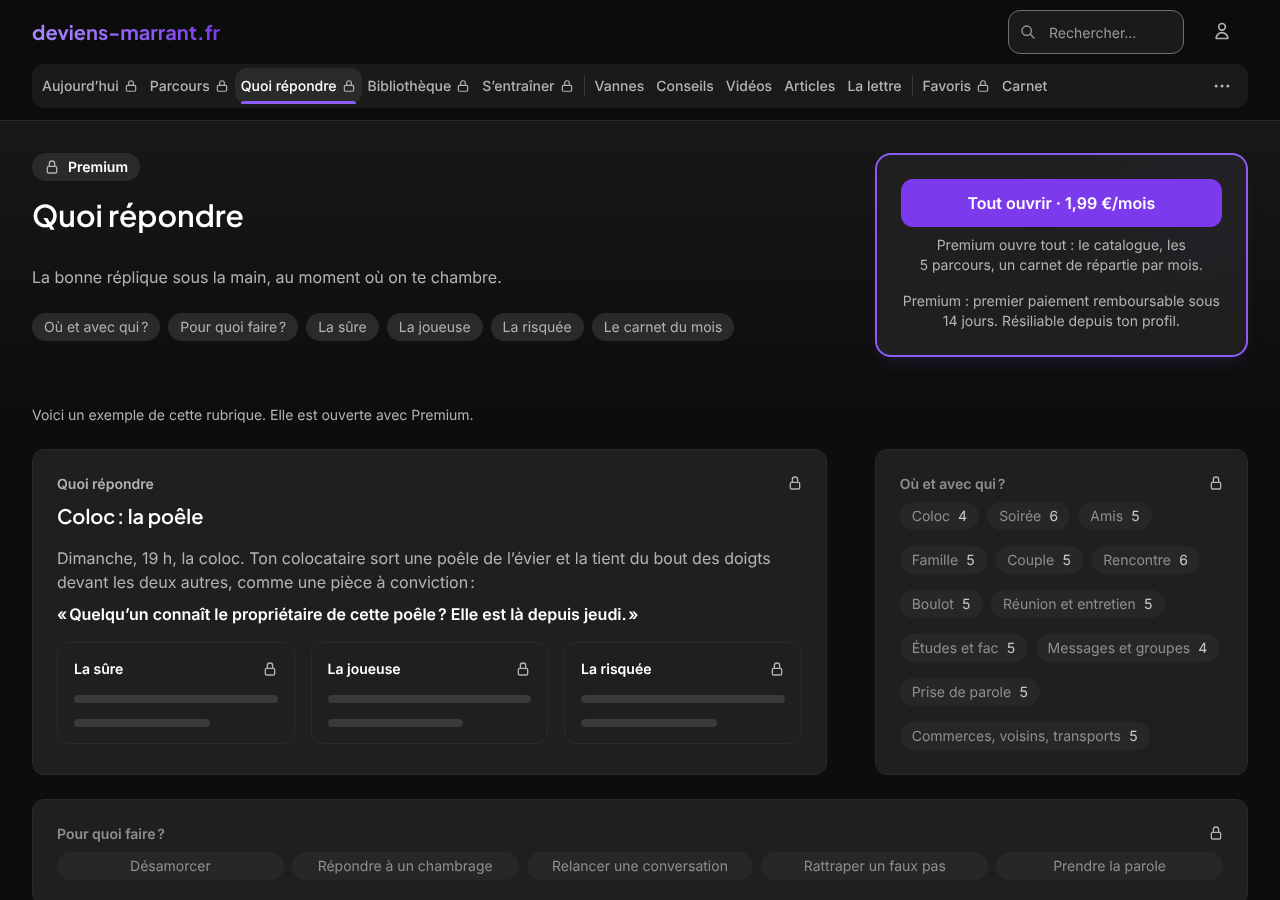 deviens-marrant.fr
Rechercher...
Aujourd'hui Parcours Quoi répondre Bibliothèque S'entraîner Vannes Conseils Vidéos Articles La lettre Favoris Carnet
Premium
Quoi répondre
La bonne réplique sous la main, au moment où on te chambre.
Où et avec qui ? Pour quoi faire ? La sûre La joueuse La risquée Le carnet du mois
Tout ouvrir · 1,99 €/mois
Premium ouvre tout : le catalogue, les
5 parcours, un carnet de répartie par mois.
Premium : premier paiement remboursable sous
14 jours. Résiliable depuis ton profil.
Voici un exemple de cette rubrique. Elle est ouverte avec Premium.
Quoi répondre
Coloc : la poêle
Dimanche, 19 h, la coloc. Ton colocataire sort une poêle de l'évier et la tient du bout des doigts
devant les deux autres, comme une pièce à conviction :
« Quelqu'un connaît le propriétaire de cette poêle ? Elle est là depuis jeudi. »
La sûre La joueuse La risquée
Où et avec qui ?
Coloc 4 Soirée 6 Amis 5
Famille 5 Couple 5 Rencontre 6
Boulot 5 Réunion et entretien 5
Études et fac 5 Messages et groupes 4
Prise de parole 5
Commerces, voisins, transports 5
Pour quoi faire ?
Désamorcer Répondre à un chambrage Relancer une conversation Rattraper un faux pas Prendre la parole